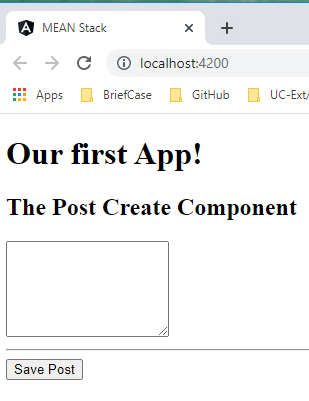 MEAN Stack
localhost:4200
Apps BriefCase GitHub UC-Ext/
Our first App!
The Post Create Component
Save Post